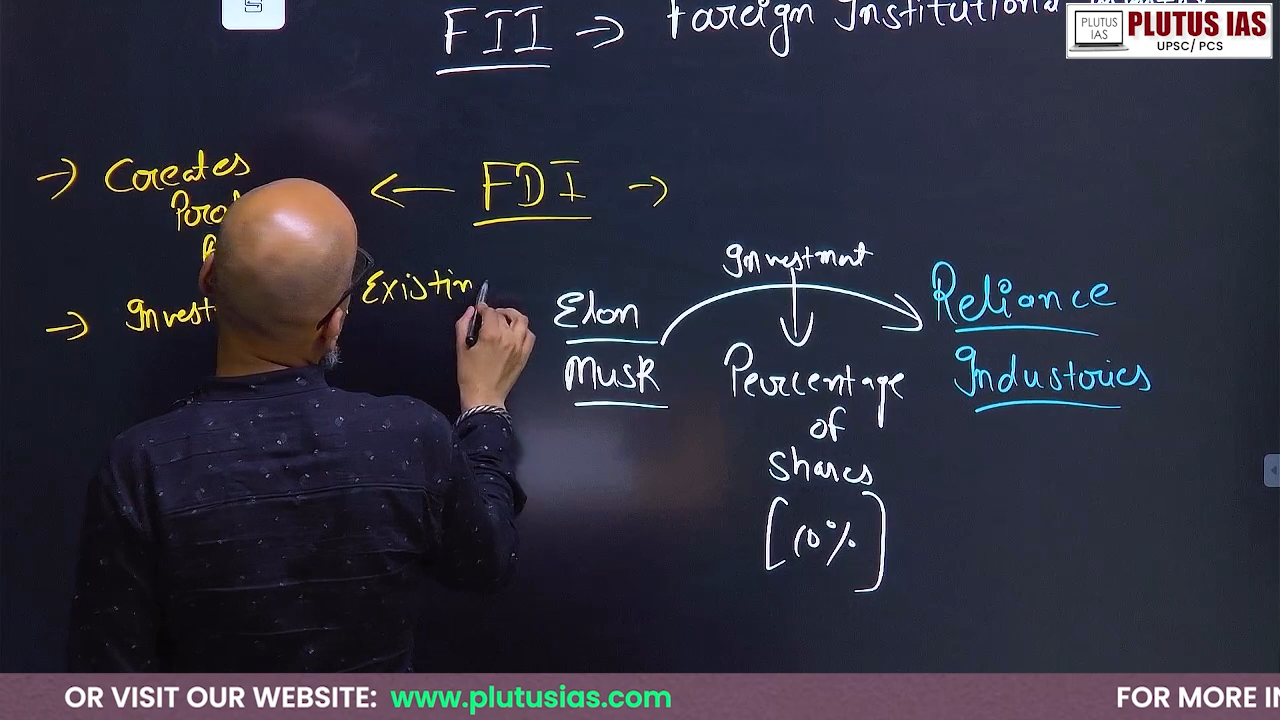 FII → Foreign Institutional
PLUTUS IAS
PLUTUS IAS
UPSC/ PCS
→ Creates
← FDI →
→ Invest
Existin
Investment
Elon
Musk
Percentage
of
shares
[10%]
Reliance
Industries
OR VISIT OUR WEBSITE: www.plutusias.com
FOR MORE